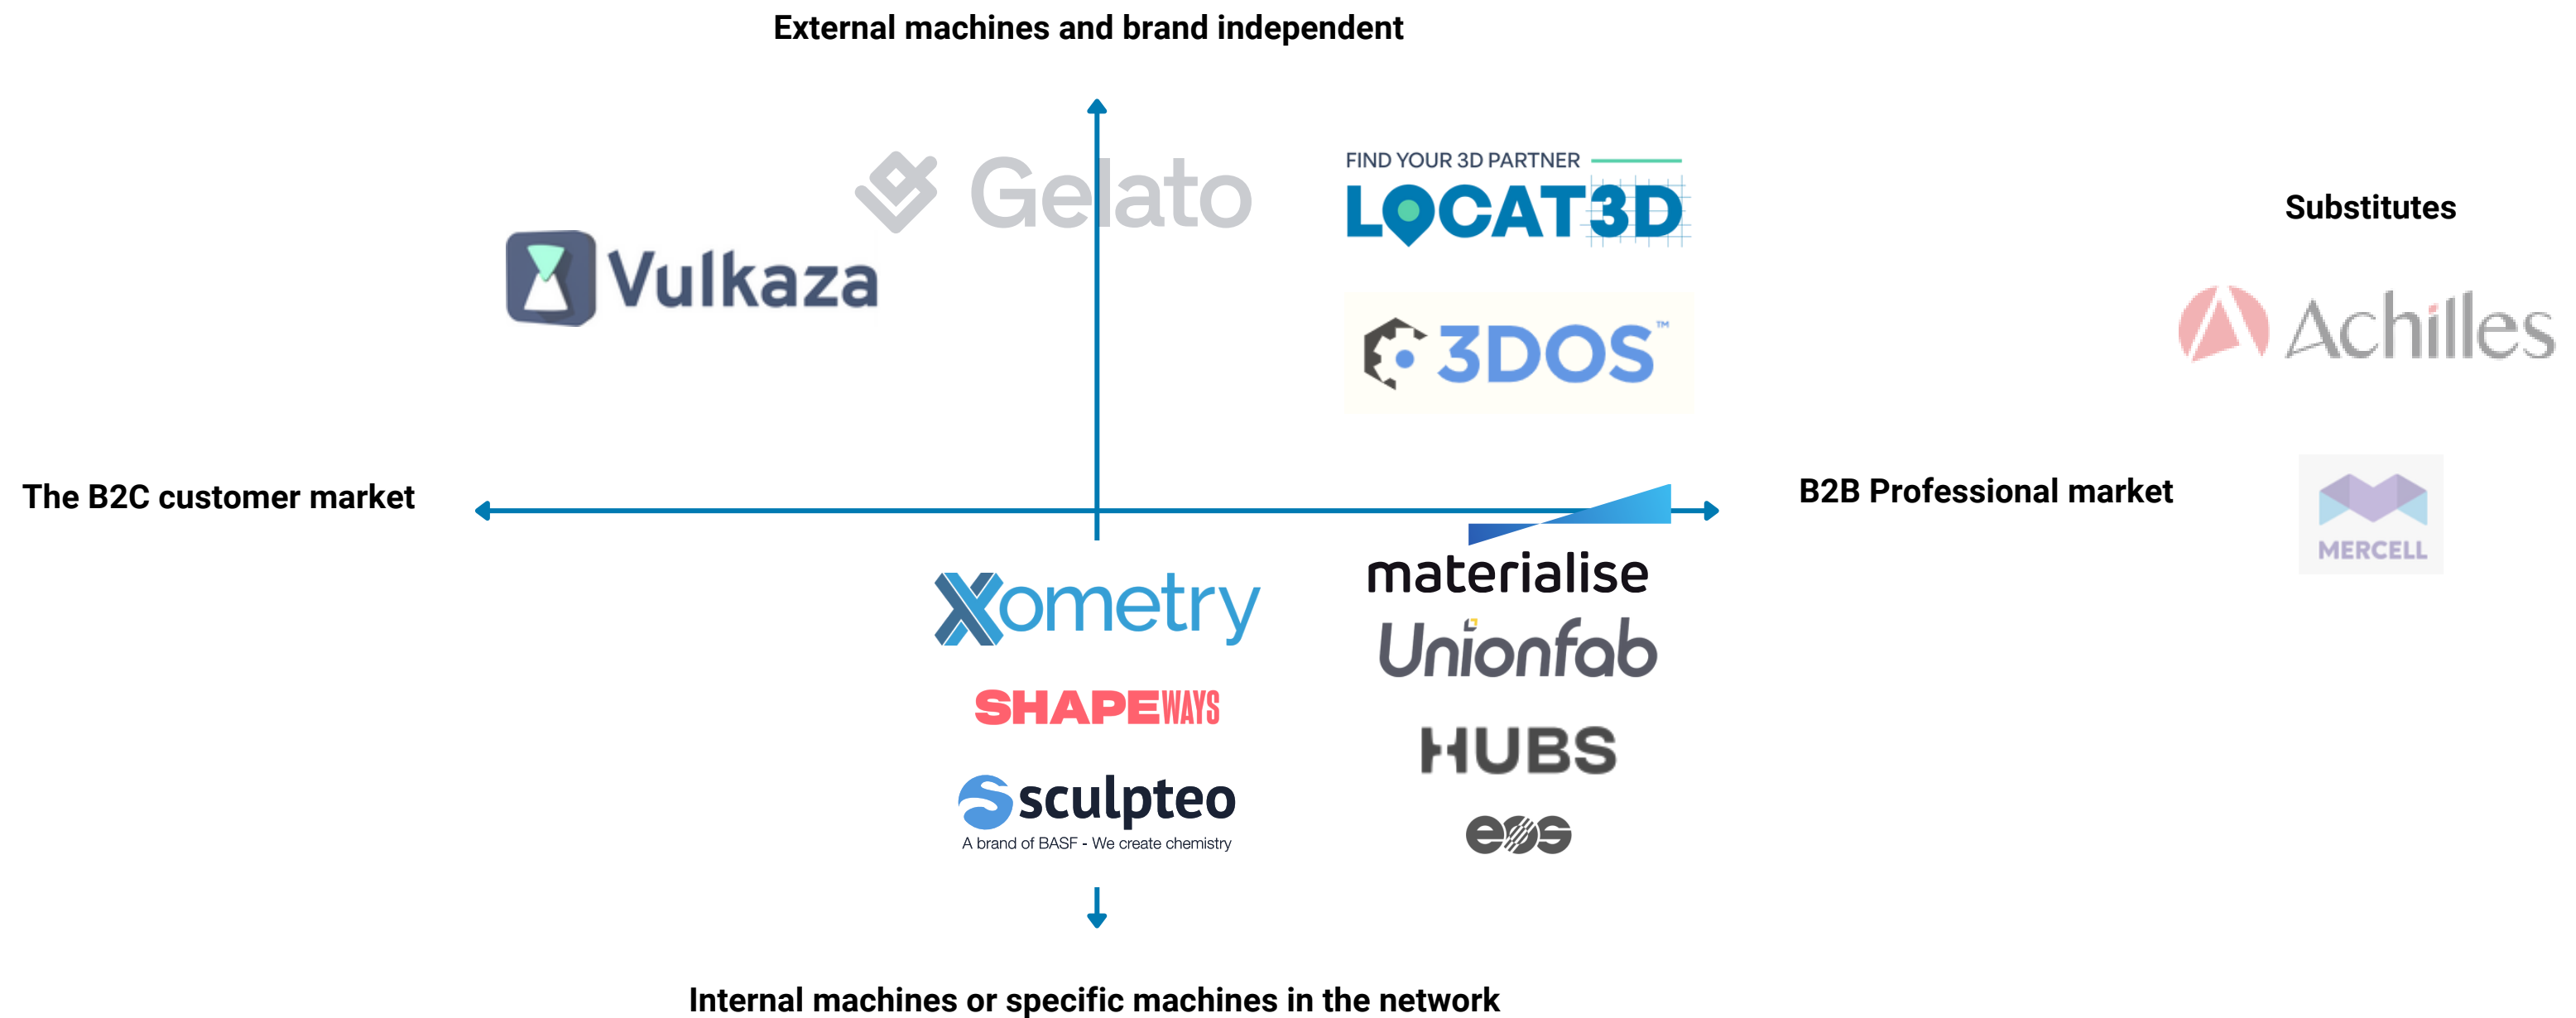 External machines and brand independent
Gelato
FIND YOUR 3D PARTNER
LOCAT3D
Substitutes
Vulkaza
Achilles
3DOS™
The B2C customer market
B2B Professional market
MERCELL
materialise
Xometry
Unionfab
SHAPEWAYS
HUBS
sculpteo
A brand of BASF - We create chemistry
eos
Internal machines or specific machines in the network